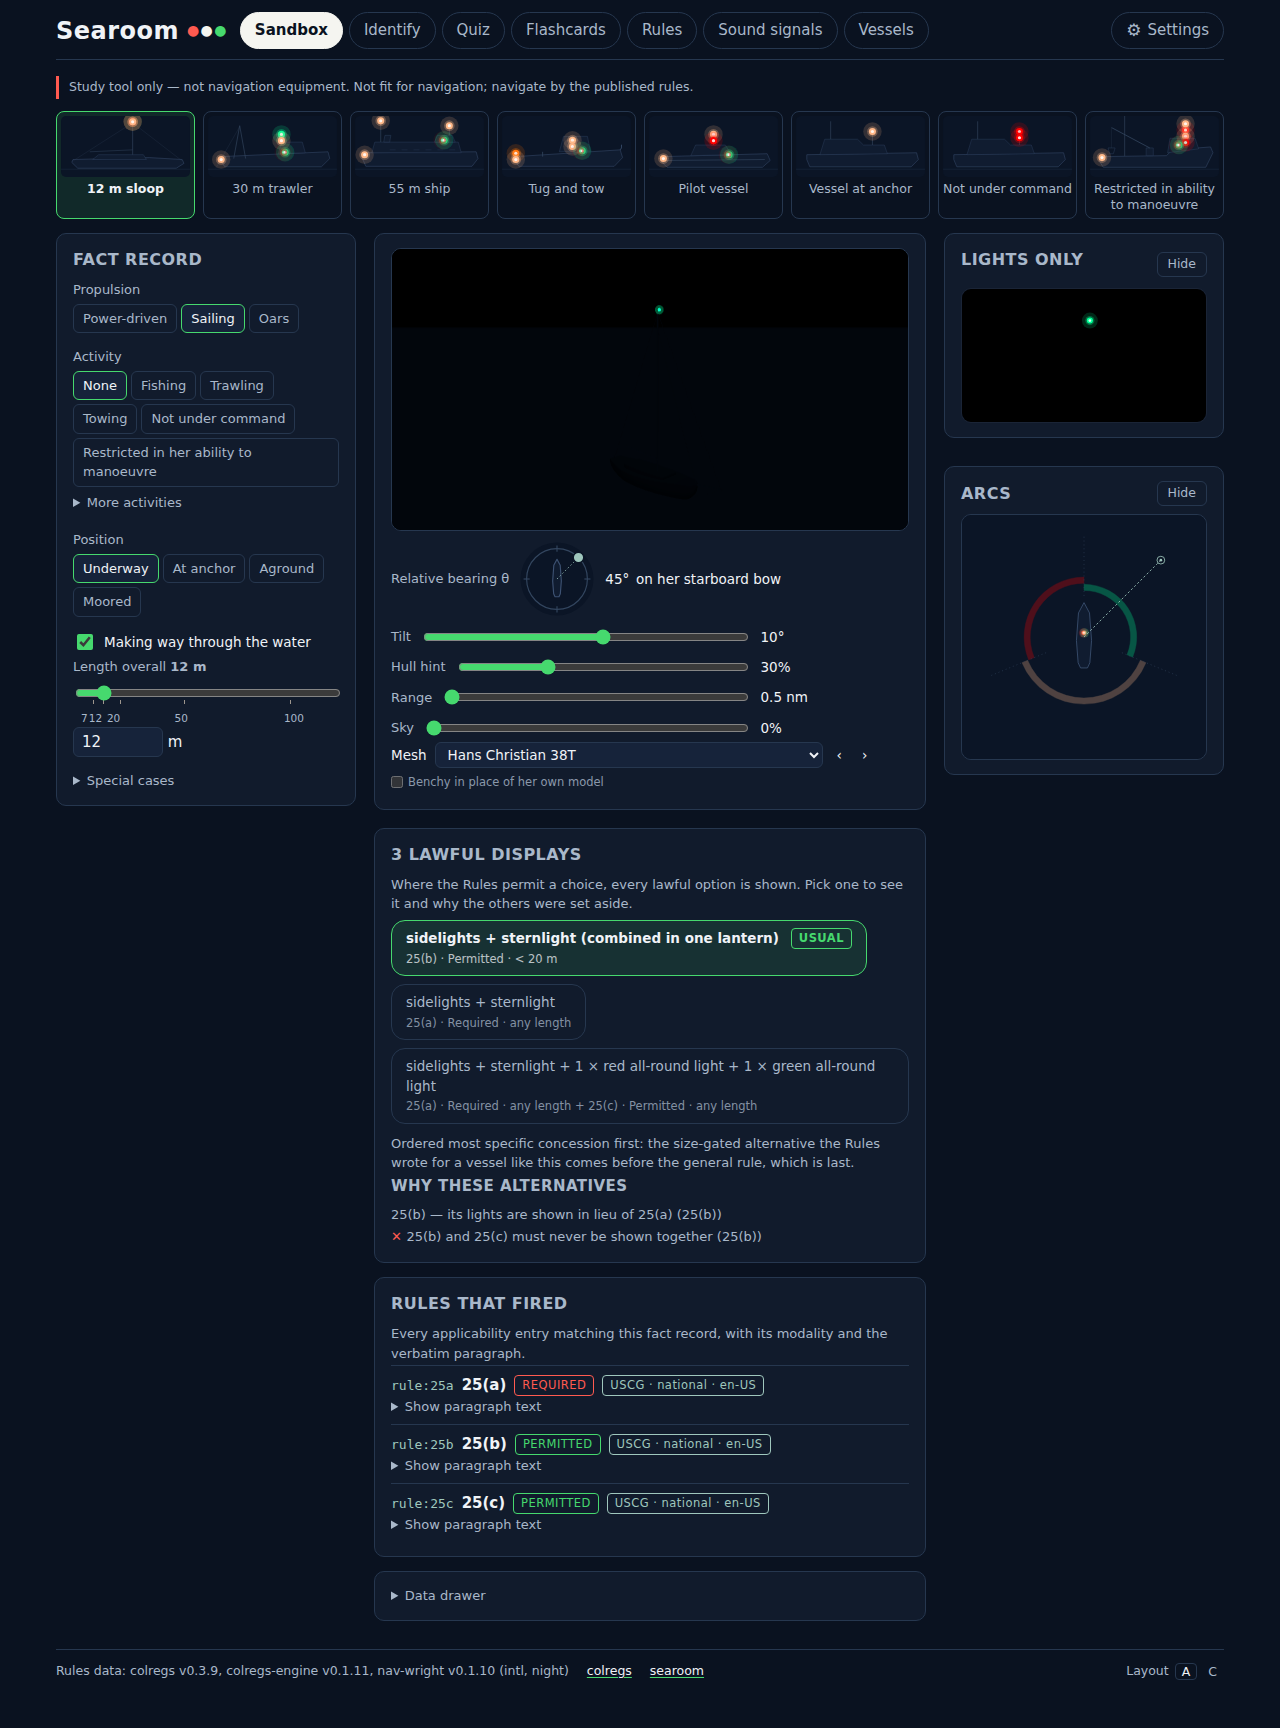 Searoom
Sandbox
Identify
Quiz
Flashcards
Rules
Sound signals
Vessels
⚙ Settings
Study tool only — not navigation equipment. Not fit for navigation; navigate by the published rules.
12 m sloop
30 m trawler
55 m ship
Tug and tow
Pilot vessel
Vessel at anchor
Not under command
Restricted in ability
to manoeuvre
FACT RECORD
Propulsion
Power-driven
Sailing
Oars
Activity
None
Fishing
Trawling
Towing
Not under command
Restricted in her ability to
manoeuvre
▶ More activities
Position
Underway
At anchor
Aground
Moored
Making way through the water
Length overall 12 m
7 12 20 50 100
12 m
▶ Special cases
Relative bearing θ
45° on her starboard bow
Tilt 10°
Hull hint 30%
Range 0.5 nm
Sky 0%
Mesh Hans Christian 38T ‹ ›
Benchy in place of her own model
LIGHTS ONLY
Hide
ARCS
Hide
3 LAWFUL DISPLAYS
Where the Rules permit a choice, every lawful option is shown. Pick one to see
it and why the others were set aside.
sidelights + sternlight (combined in one lantern) USUAL
25(b) · Permitted · < 20 m
sidelights + sternlight
25(a) · Required · any length
sidelights + sternlight + 1 × red all-round light + 1 × green all-round
light
25(a) · Required · any length + 25(c) · Permitted · any length
Ordered most specific concession first: the size-gated alternative the Rules
wrote for a vessel like this comes before the general rule, which is last.
WHY THESE ALTERNATIVES
25(b) — its lights are shown in lieu of 25(a) (25(b))
✕ 25(b) and 25(c) must never be shown together (25(b))
RULES THAT FIRED
Every applicability entry matching this fact record, with its modality and the
verbatim paragraph.
rule:25a 25(a) REQUIRED USCG · national · en-US
▶ Show paragraph text
rule:25b 25(b) PERMITTED USCG · national · en-US
▶ Show paragraph text
rule:25c 25(c) PERMITTED USCG · national · en-US
▶ Show paragraph text
▶ Data drawer
Rules data: colregs v0.3.9, colregs-engine v0.1.11, nav-wright v0.1.10 (intl, night) colregs searoom
Layout A C